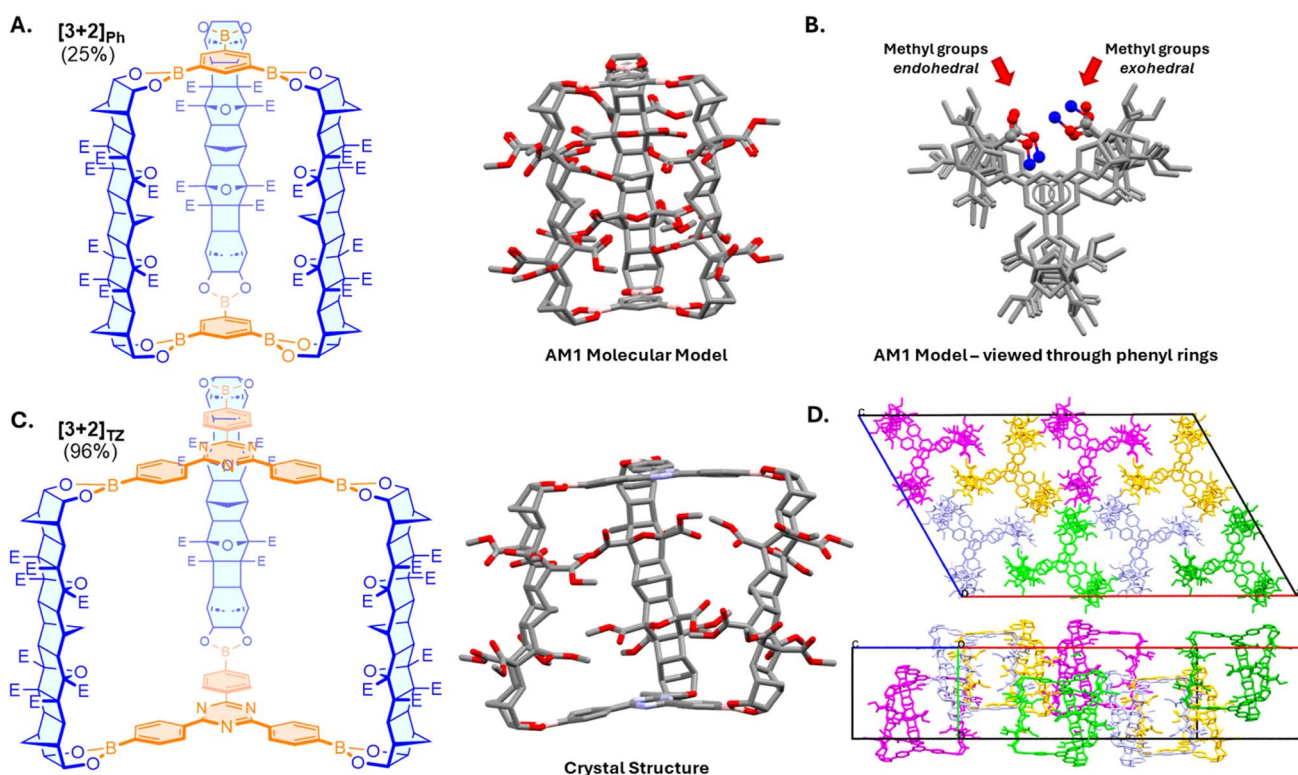 A.
[3+2]Ph
(25%)
O
O
B
B
B
O
O
O
O
E
E
E
E
O
E
E
E
E
O
E
E
O
E
E
E
E
O
E
E
E
E
O
E
E
E
O
E
O
O
B
O
B
B
O
O
O
AM1 Molecular Model
B.
Methyl groups
endohedral
Methyl groups
exohedral
AM1 Model – viewed through phenyl rings
C.
[3+2]TZ
(96%)
O
O
B
E
N
N
E
E
N
E
O
B
B
O
O
O
E
O
E
E
E
E
O
E
E
O
E
E
E
E
O
E
E
O
E
O
O
B
N
N
N
O
B
B
O
O
O
Crystal Structure
D.